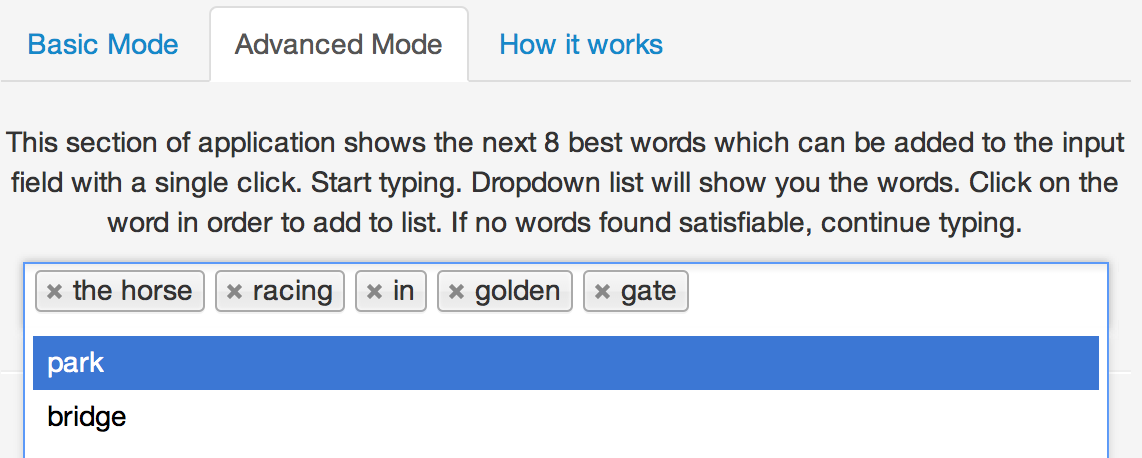 Basic Mode Advanced Mode How it works
This section of application shows the next 8 best words which can be added to the input
field with a single click. Start typing. Dropdown list will show you the words. Click on the
word in order to add to list. If no words found satisfiable, continue typing.
× the horse × racing × in × golden × gate
park
bridge